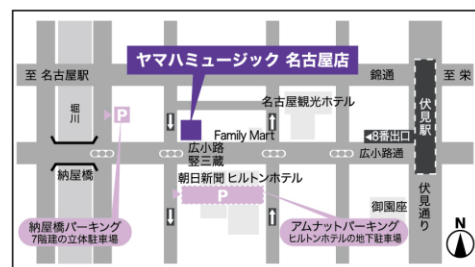 ヤマハミュージック 名古屋店
至 名古屋駅
錦通
至 栄
堀川
P
名古屋観光ホテル
伏見駅
Family Mart
◀8番出口
広小路
竪三蔵
広小路通
納屋橋
朝日新聞 ヒルトンホテル
P
伏見通り
御園座
納屋橋パーキング
7階建の立体駐車場
アムナットパーキング
ヒルトンホテルの地下駐車場
N